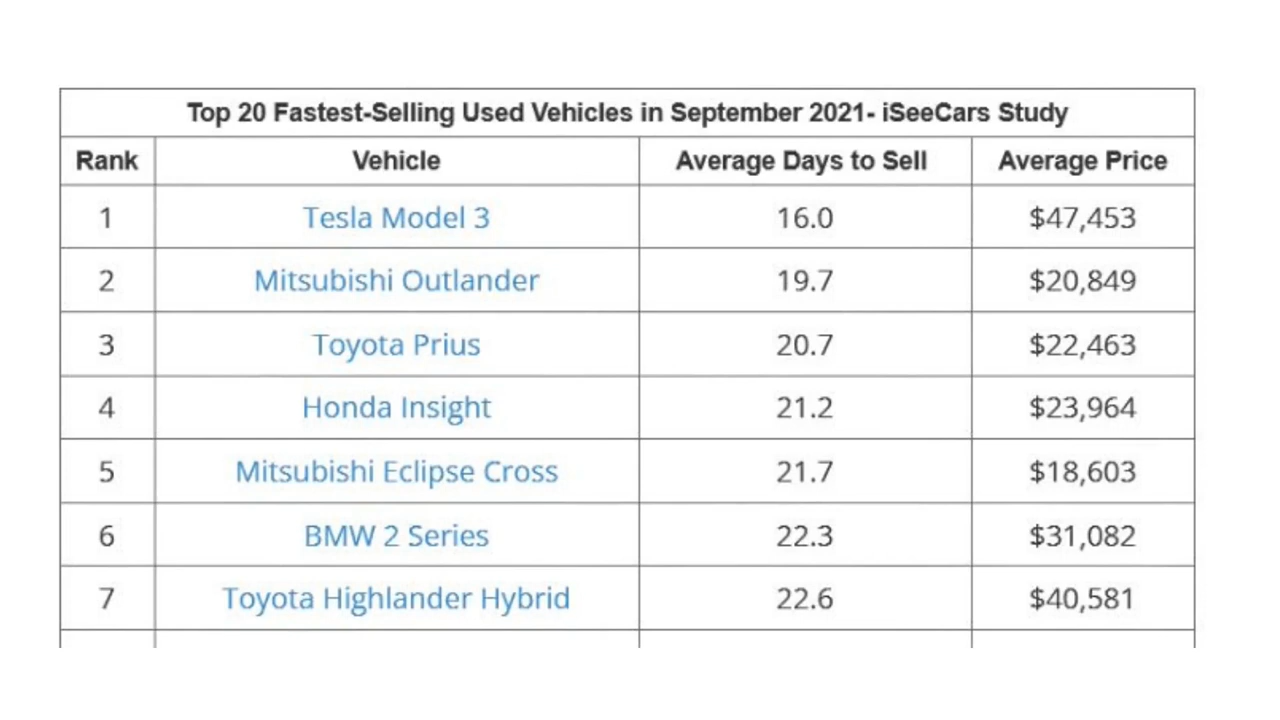 Top 20 Fastest-Selling Used Vehicles in September 2021- iSeeCars Study
Rank Vehicle Average Days to Sell Average Price
1 Tesla Model 3 16.0 $47,453
2 Mitsubishi Outlander 19.7 $20,849
3 Toyota Prius 20.7 $22,463
4 Honda Insight 21.2 $23,964
5 Mitsubishi Eclipse Cross 21.7 $18,603
6 BMW 2 Series 22.3 $31,082
7 Toyota Highlander Hybrid 22.6 $40,581